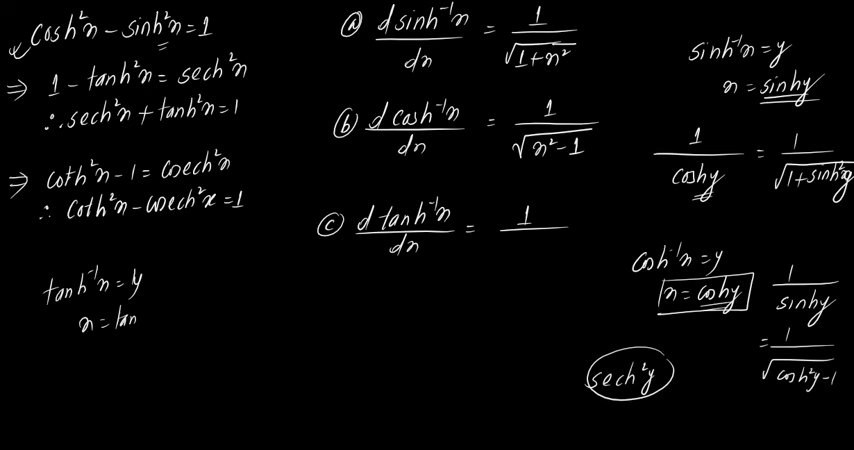 cosh²x - sinh²x = 1
⇒ 1 - tanh²x = sech²x
∴ sech²x + tanh²x = 1
⇒ coth²x - 1 = cosech²x
∴ coth²x - cosech²x = 1
tanh⁻¹x = y
x = tan
ⓐ d sinh⁻¹x / dx = 1 / √(1+x²)
ⓑ d cosh⁻¹x / dx = 1 / √(x²-1)
ⓒ d tanh⁻¹x / dx = 1 /
sinh⁻¹x = y
x = sinhy
1 / coshy = 1 / √(1+sinh²y)
cosh⁻¹x = y
x = coshy
1 / sinhy
= 1 / √(cosh²y-1)
sech²y